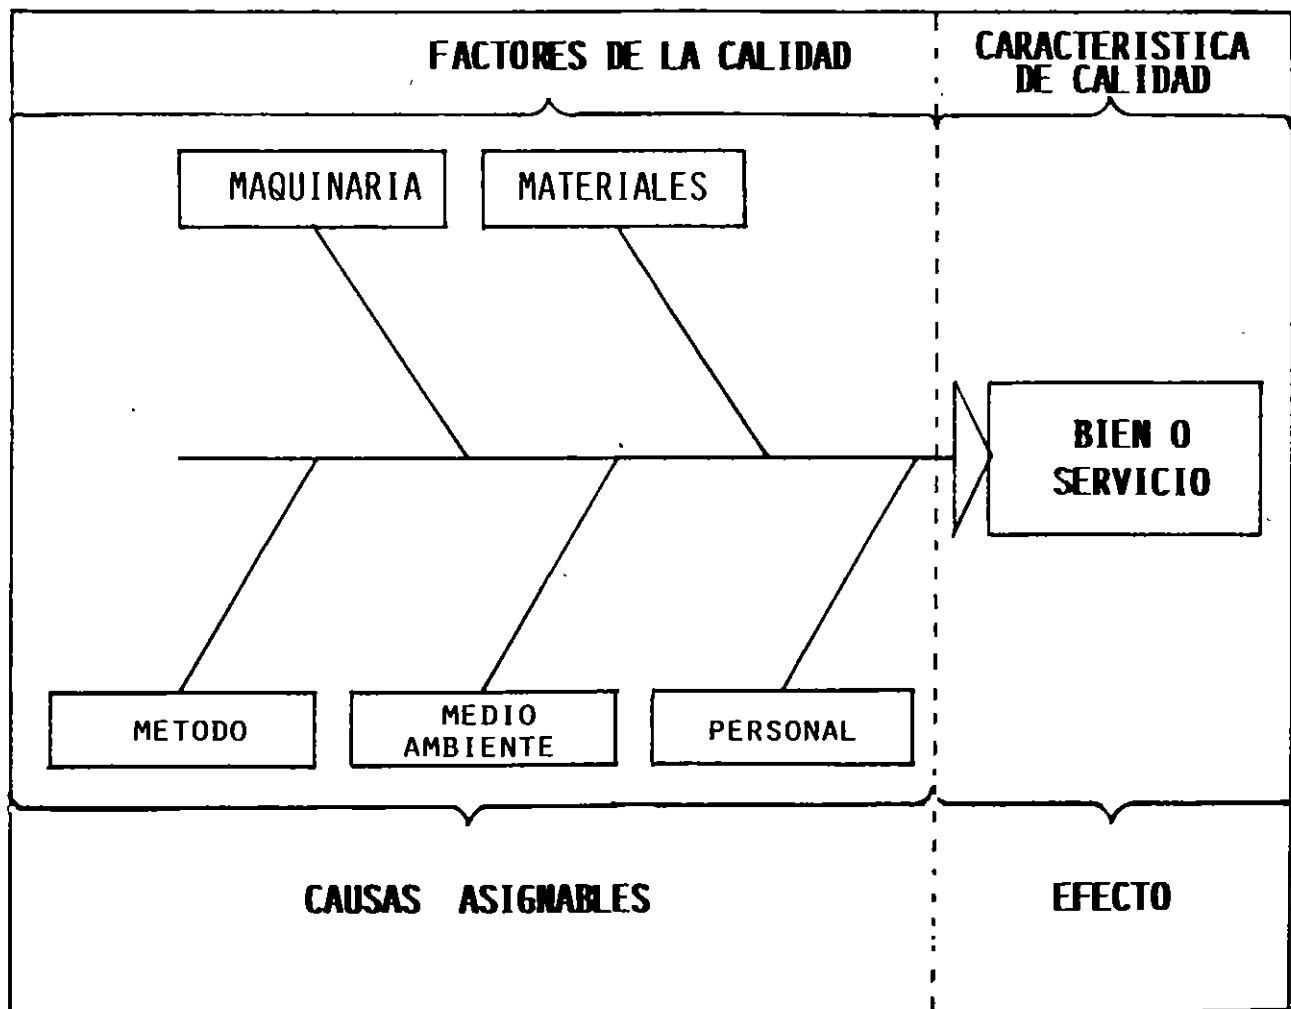 FACTORES DE LA CALIDAD
CARACTERISTICA
DE CALIDAD
MAQUINARIA
MATERIALES
BIEN O
SERVICIO
METODO
MEDIO
AMBIENTE
PERSONAL
CAUSAS ASIGNABLES
EFECTO